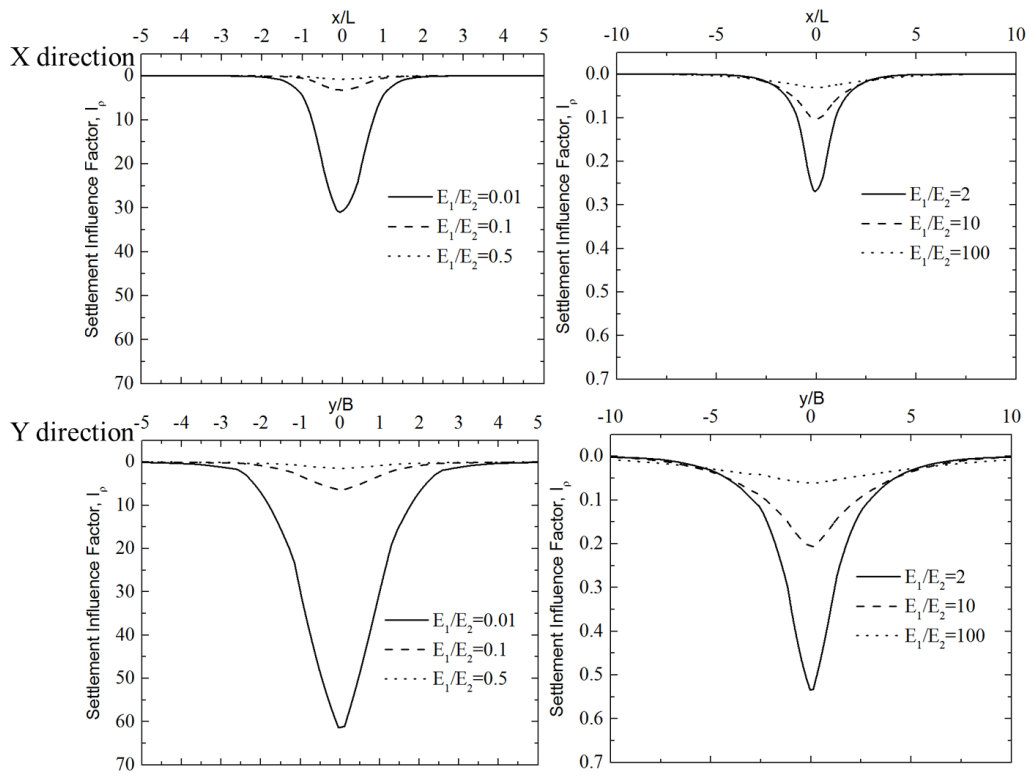 x/L
-5 -4 -3 -2 -1 0 1 2 3 4 5
X direction
0
10
20
30
40
50
60
70
Settlement Influence Factor, Iρ
E1/E2=0.01
E1/E2=0.1
E1/E2=0.5
x/L
-10 -5 0 5 10
0.0
0.1
0.2
0.3
0.4
0.5
0.6
0.7
Settlement Influence Factor, Iρ
E1/E2=2
E1/E2=10
E1/E2=100
y/B
-5 -4 -3 -2 -1 0 1 2 3 4 5
Y direction
0
10
20
30
40
50
60
70
Settlement Influence Factor, Iρ
E1/E2=0.01
E1/E2=0.1
E1/E2=0.5
y/B
-10 -5 0 5 10
0.0
0.1
0.2
0.3
0.4
0.5
0.6
0.7
Settlement Influence Factor, Iρ
E1/E2=2
E1/E2=10
E1/E2=100